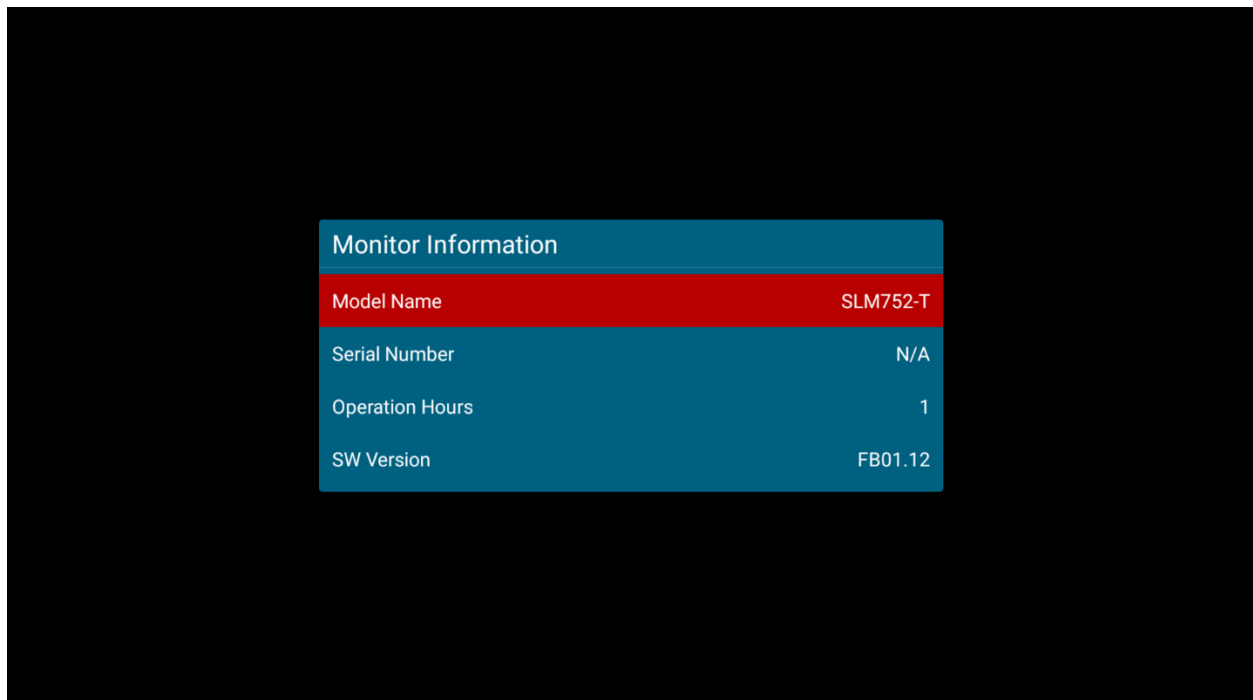 Monitor Information
Model Name SLM752-T
Serial Number N/A
Operation Hours 1
SW Version FB01.12